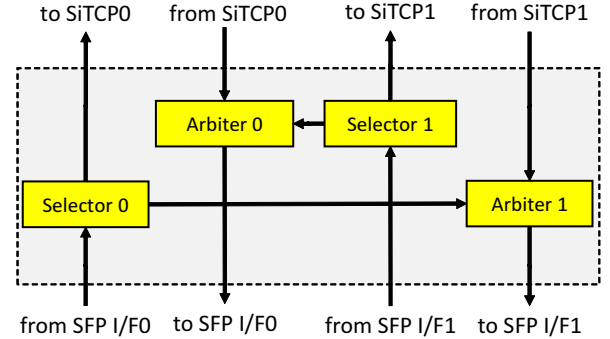 to SiTCP0
from SiTCP0
to SiTCP1
from SiTCP1
Arbiter 0
Selector 1
Selector 0
Arbiter 1
from SFP I/F0
to SFP I/F0
from SFP I/F1
to SFP I/F1